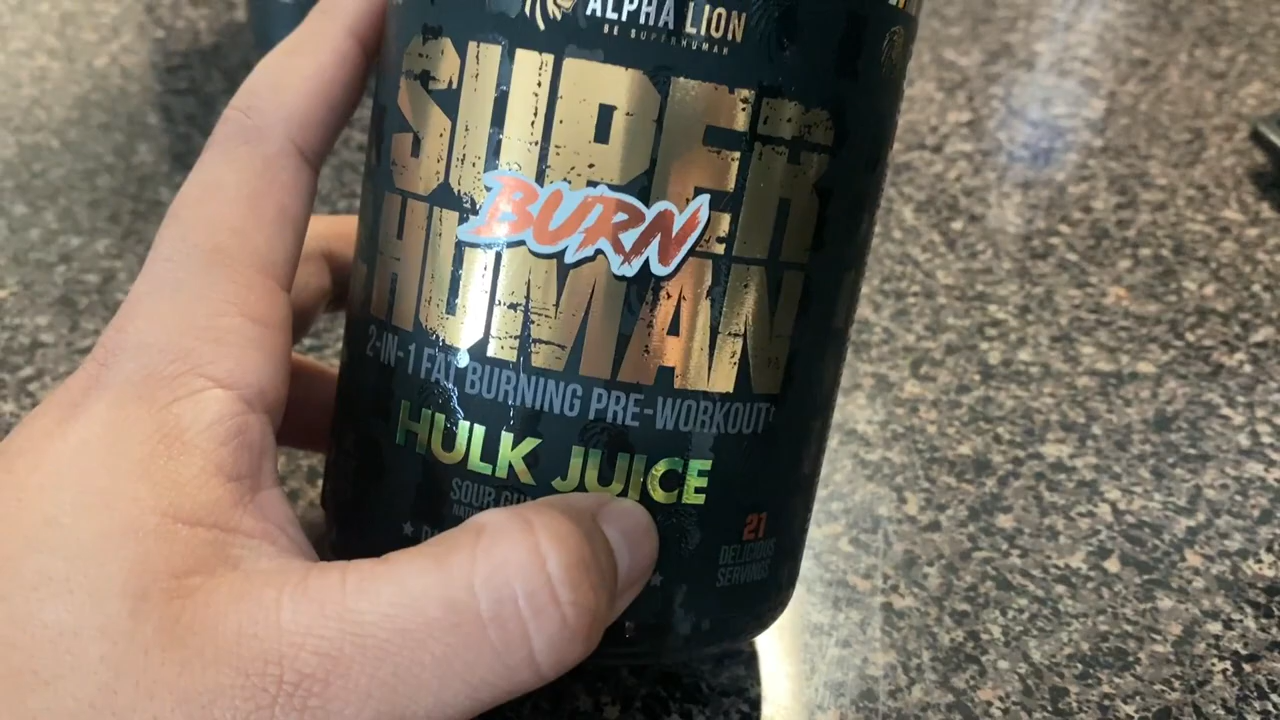 ALPHA LION
BE SUPERHUMAN
SUPER
BURN
HUMAN
2-IN-1 FAT BURNING PRE-WORKOUT†
HULK JUICE
SOUR
21
DELICIOUS
SERVINGS